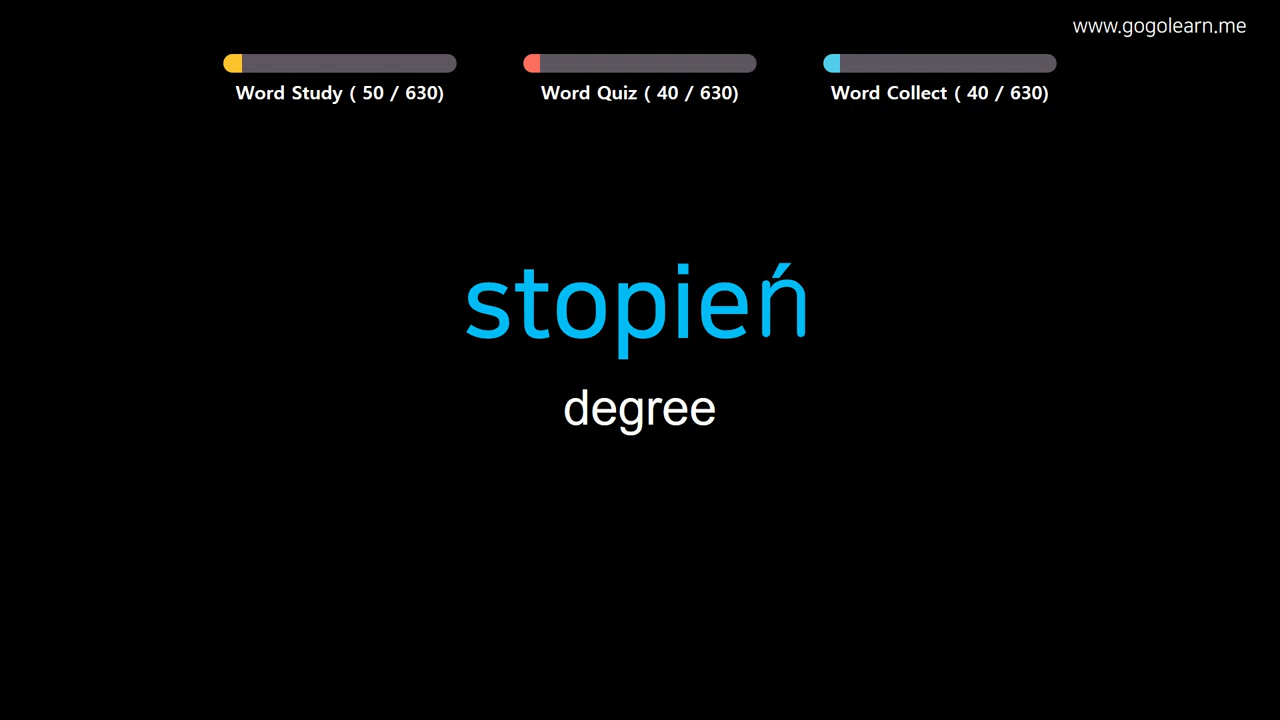 www.gogolearn.me
Word Study ( 50 / 630)
Word Quiz ( 40 / 630)
Word Collect ( 40 / 630)
stopień
degree